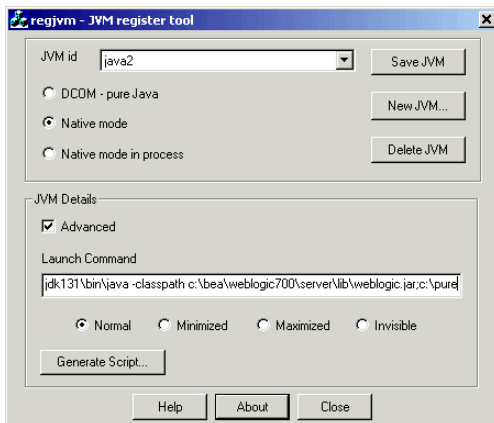 regjvm - JVM register tool
JVM id
java2
Save JVM
DCOM - pure Java
New JVM...
Native mode
Native mode in process
Delete JVM
JVM Details
Advanced
Launch Command
jdk131\bin\java -classpath c:\bea\weblogic700\server\lib\weblogic.jar;c:\pure
Normal
Minimized
Maximized
Invisible
Generate Script...
Help
About
Close